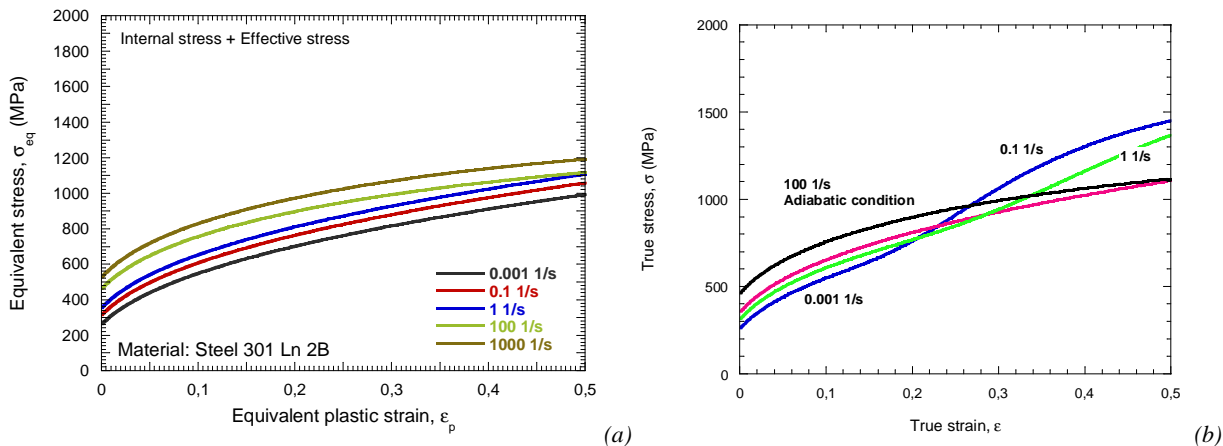 2000
1800
1600
1400
1200
1000
800
600
400
200
0
Equivalent stress, σeq (MPa)
Internal stress + Effective stress
0.001 1/s
0.1 1/s
1 1/s
100 1/s
1000 1/s
Material: Steel 301 Ln 2B
0
0,1
0,2
0,3
0,4
0,5
Equivalent plastic strain, εp
(a)
2000
1500
1000
500
0
True stress, σ (MPa)
0.1 1/s
1 1/s
100 1/s
Adiabatic condition
0.001 1/s
0
0,1
0,2
0,3
0,4
0,5
True strain, ε
(b)